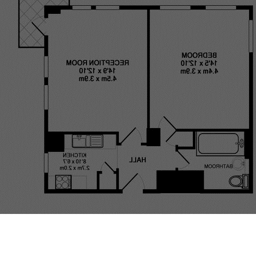 BEDROOM
14'5 x 12'10
4.4m x 3.9m
RECEPTION ROOM
14'9 x 12'10
4.5m x 3.9m
KITCHEN
8'10 x 6'7
2.7m x 2.0m
HALL
BATHROOM